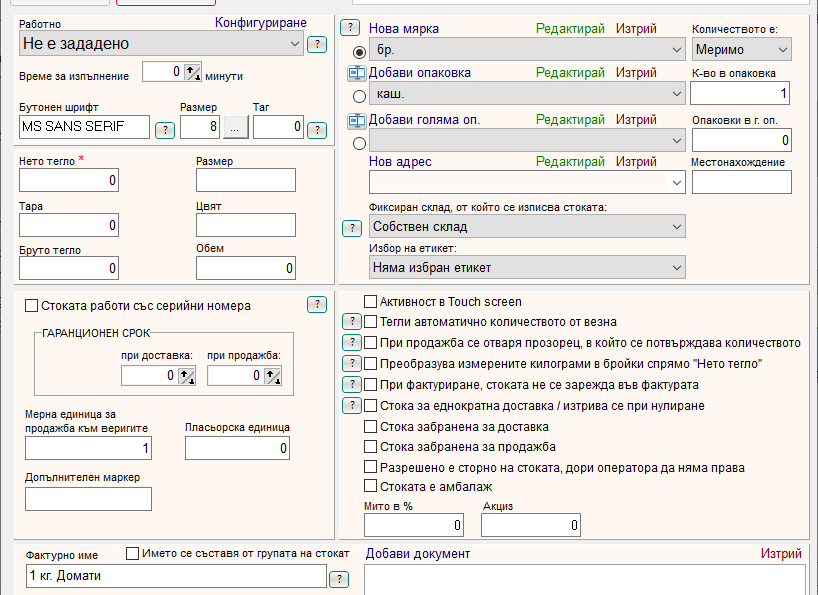 Работно Конфигуриране
Не е зададено ?
Време за изпълнение 0 минути
Бутонен шрифт Размер Таг
MS SANS SERIF ? 8 ... 0 ?
Нето тегло * Размер
0
Тара Цвят
0
Бруто тегло Обем
0 0
? Нова мярка Редактирай Изтрий Количеството е:
бр. Меримо
Добави опаковка Редактирай Изтрий К-во в опаковка
каш. 1
Добави голяма оп. Редактирай Изтрий Опаковки в г. оп.
0
Нов адрес Редактирай Изтрий Местонахождение
Фиксиран склад, от който се изписва стоката:
? Собствен склад
Избор на етикет:
Няма избран етикет
Стоката работи със серийни номера ?
ГАРАНЦИОНЕН СРОК
при доставка: при продажба:
0 0
Мерна единица за
продажба към веригите Пласьорска единица
1 0
Допълнителен маркер
Активност в Touch screen
? Тегли автоматично количеството от везна
? При продажба се отваря прозорец, в който се потвърждава количеството
? Преобразува измерените килограми в бройки спрямо "Нето тегло"
? При фактуриране, стоката не се зарежда във фактурата
? Стока за еднократна доставка / изтрива се при нулиране
Стока забранена за доставка
Стока забранена за продажба
Разрешено е сторно на стоката, дори оператора да няма права
Стоката е амбалаж
Мито в % Акциз
0 0
Фактурно име Името се съставя от групата на стокат
1 кг. Домати ?
Добави документ Изтрий